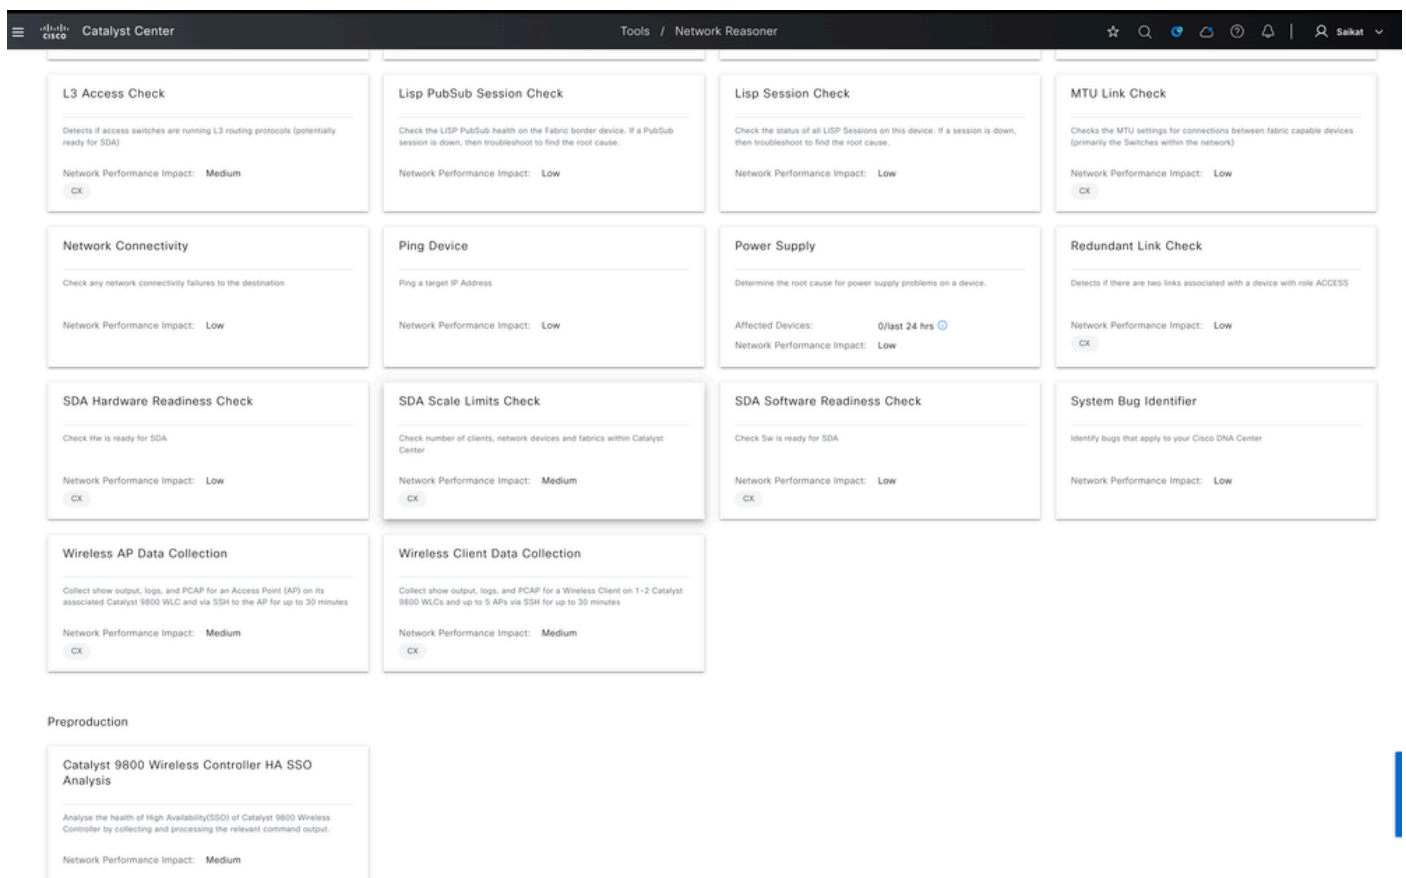 cisco Catalyst Center
Tools / Network Reasoner
Saikat
L3 Access Check
Detects if access switches are running L3 routing protocols (potentially
ready for SDA)
Network Performance Impact: Medium
CX
Lisp PubSub Session Check
Check the LISP PubSub health on the Fabric border device. If a PubSub
session is down, then troubleshoot to find the root cause.
Network Performance Impact: Low
Lisp Session Check
Check the status of all LISP Sessions on this device. If a session is down,
then troubleshoot to find the root cause.
Network Performance Impact: Low
MTU Link Check
Checks the MTU settings for connections between fabric capable devices
(primarily the Switches within the network)
Network Performance Impact: Low
CX
Network Connectivity
Check any network connectivity failures to the destination
Network Performance Impact: Low
Ping Device
Ping a target IP Address
Network Performance Impact: Low
Power Supply
Determine the root cause for power supply problems on a device.
Affected Devices: 0/last 24 hrs
Network Performance Impact: Low
Redundant Link Check
Detects if there are two links associated with a device with role ACCESS
Network Performance Impact: Low
CX
SDA Hardware Readiness Check
Check Hw is ready for SDA
Network Performance Impact: Low
CX
SDA Scale Limits Check
Check number of clients, network devices and fabrics within Catalyst
Center
Network Performance Impact: Medium
CX
SDA Software Readiness Check
Check Sw is ready for SDA
Network Performance Impact: Low
CX
System Bug Identifier
Identify bugs that apply to your Cisco DNA Center
Network Performance Impact: Low
Wireless AP Data Collection
Collect show output, logs, and PCAP for an Access Point (AP) on its
associated Catalyst 9800 WLC and via SSH to the AP for up to 30 minutes
Network Performance Impact: Medium
CX
Wireless Client Data Collection
Collect show output, logs, and PCAP for a Wireless Client on 1-2 Catalyst
9800 WLCs and up to 5 APs via SSH for up to 30 minutes
Network Performance Impact: Medium
CX
Preproduction
Catalyst 9800 Wireless Controller HA SSO
Analysis
Analyse the health of High Availability(SSO) of Catalyst 9800 Wireless
Controller by collecting and processing the relevant command output.
Network Performance Impact: Medium